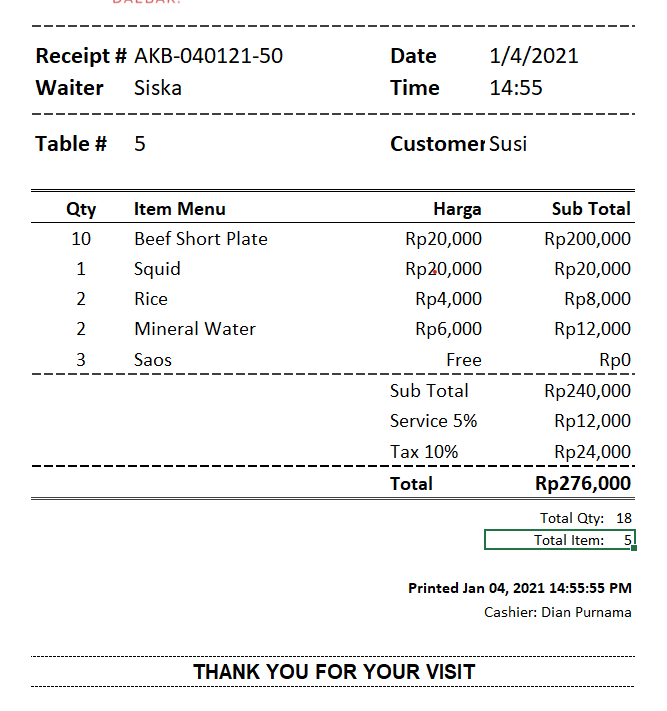 Receipt # AKB-040121-50 Date 1/4/2021
Waiter Siska Time 14:55
Table # 5 Customer Susi
Qty Item Menu Harga Sub Total
10 Beef Short Plate Rp20,000 Rp200,000
1 Squid Rp20,000 Rp20,000
2 Rice Rp4,000 Rp8,000
2 Mineral Water Rp6,000 Rp12,000
3 Saos Free Rp0
Sub Total Rp240,000
Service 5% Rp12,000
Tax 10% Rp24,000
Total Rp276,000
Total Qty: 18
Total Item: 5
Printed Jan 04, 2021 14:55:55 PM
Cashier: Dian Purnama
THANK YOU FOR YOUR VISIT